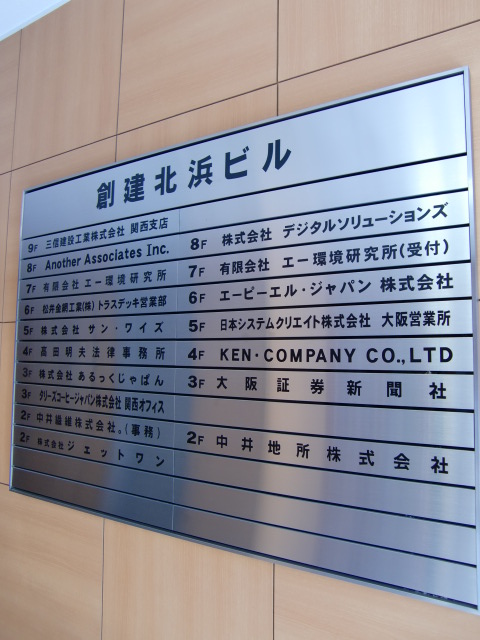 創建北浜ビル
9F 三信建設工業株式会社 関西支店
8F Another Associates Inc.
7F 有限会社 エー環境研究所
6F 松井金網工業(株)トラスデッキ営業部
5F 株式会社 サン・ワイズ
4F 高田明夫法律事務所
3F 株式会社 あるっくじゃぱん
3F タリーズコーヒージャパン株式会社 関西オフィス
2F 中井繊維株式会社。(事務)
2F 株式会社ジェットワン
8F 株式会社 デジタルソリューションズ
7F 有限会社 エー環境研究所(受付)
6F エーピーエル・ジャパン 株式会社
5F 日本システムクリエイト株式会社 大阪営業所
4F KEN・COMPANY CO.,LTD
3F 大阪証券新聞社
2F 中井地所株式会社